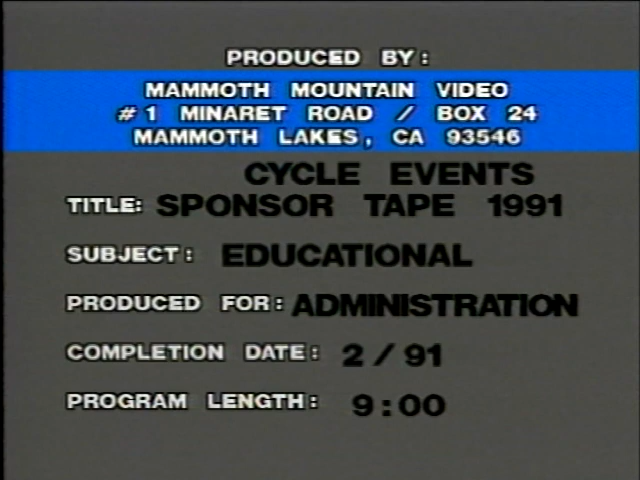 PRODUCED BY:
MAMMOTH MOUNTAIN VIDEO
#1 MINARET ROAD / BOX 24
MAMMOTH LAKES, CA 93546
CYCLE EVENTS
TITLE: SPONSOR TAPE 1991
SUBJECT: EDUCATIONAL
PRODUCED FOR: ADMINISTRATION
COMPLETION DATE: 2/91
PROGRAM LENGTH: 9:00